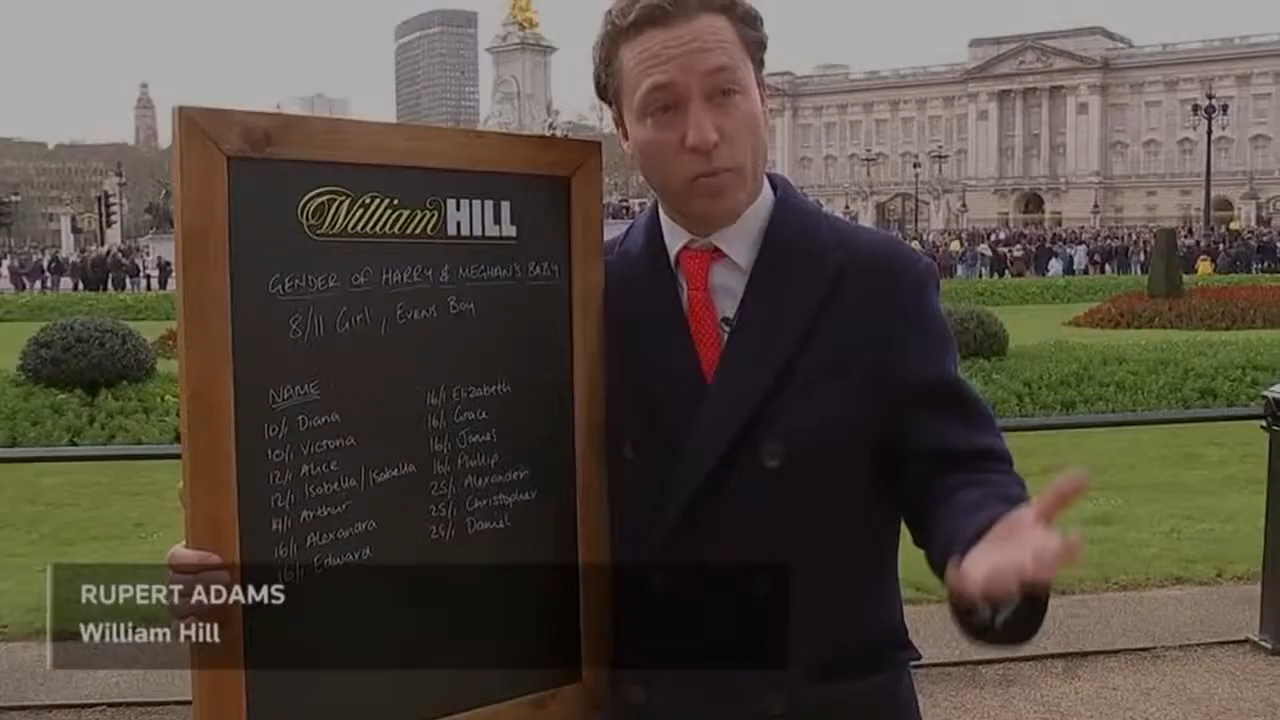 William HILL
GENDER OF HARRY & MEGHAN'S BABY
8/11 Girl, EVENS BOY
NAME
10/1 Diana
10/1 Victoria
12/1 Alice
12/1 Isobella/Isabella
14/1 Arthur
16/1 Alexandra
16/1 Edward
16/1 Elizabeth
16/1 Grace
16/1 James
16/1 Phillip
25/1 Alexander
25/1 Christopher
25/1 Daniel
RUPERT ADAMS
William Hill